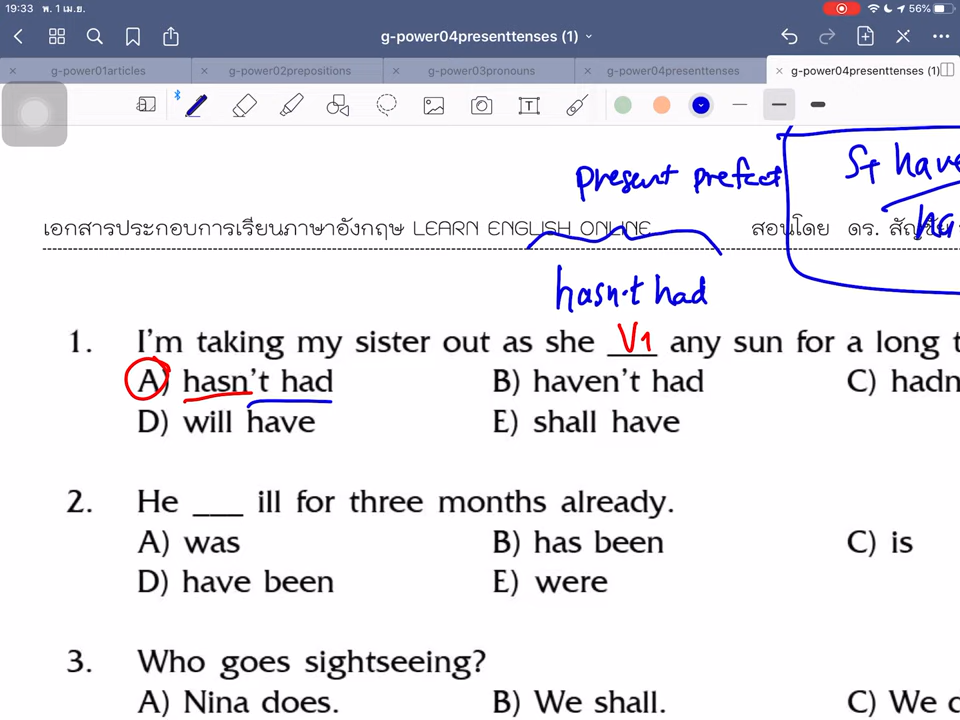 19:33 พ. 1 เม.ย. 56%
g-power04presenttenses (1)
g-power01articles g-power02prepositions g-power03pronouns g-power04presenttenses g-power04presenttenses (1)
T
present prefect
S+ have
เอกสารประกอบการเรียนภาษาอังกฤษ LEARN ENGLISH ONLINE สอนโดย ดร.
hasn't had
1. I'm taking my sister out as she ___ any sun for a long t
V1
A) hasn't had B) haven't had C) hadn
D) will have E) shall have
2. He ___ ill for three months already.
A) was B) has been C) is
D) have been E) were
3. Who goes sightseeing?
A) Nina does. B) We shall. C) We